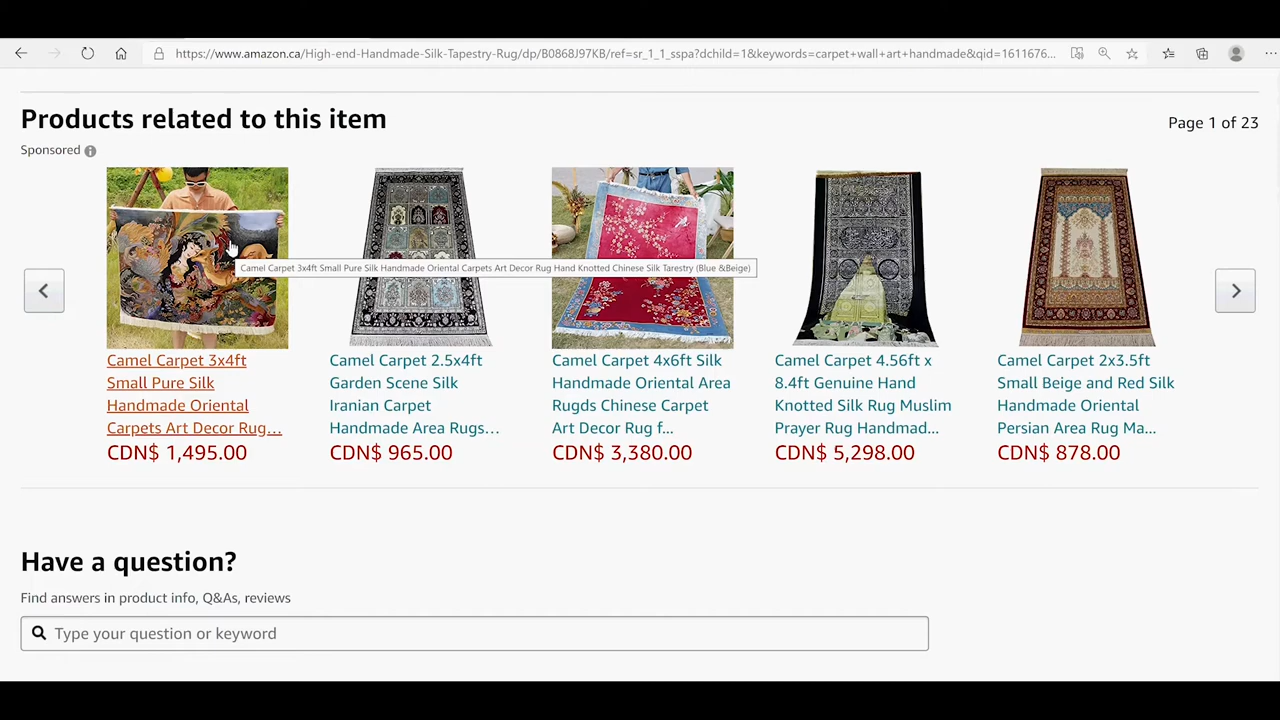 https://www.amazon.ca/High-end-Handmade-Silk-Tapestry-Rug/dp/B0868J97KB/ref=sr_1_1_sspa?dchild=1&keywords=carpet+wall+art+handmade&qid=1611676...
Products related to this item
Page 1 of 23
Sponsored
Camel Carpet 3x4ft Small Pure Silk Handmade Oriental Carpets Art Decor Rug Hand Knotted Chinese Silk Tarestry (Blue &Beige)
Camel Carpet 3x4ft
Small Pure Silk
Handmade Oriental
Carpets Art Decor Rug...
CDN$ 1,495.00
Camel Carpet 2.5x4ft
Garden Scene Silk
Iranian Carpet
Handmade Area Rugs...
CDN$ 965.00
Camel Carpet 4x6ft Silk
Handmade Oriental Area
Rugds Chinese Carpet
Art Decor Rug f...
CDN$ 3,380.00
Camel Carpet 4.56ft x
8.4ft Genuine Hand
Knotted Silk Rug Muslim
Prayer Rug Handmad...
CDN$ 5,298.00
Camel Carpet 2x3.5ft
Small Beige and Red Silk
Handmade Oriental
Persian Area Rug Ma...
CDN$ 878.00
Have a question?
Find answers in product info, Q&As, reviews
Type your question or keyword